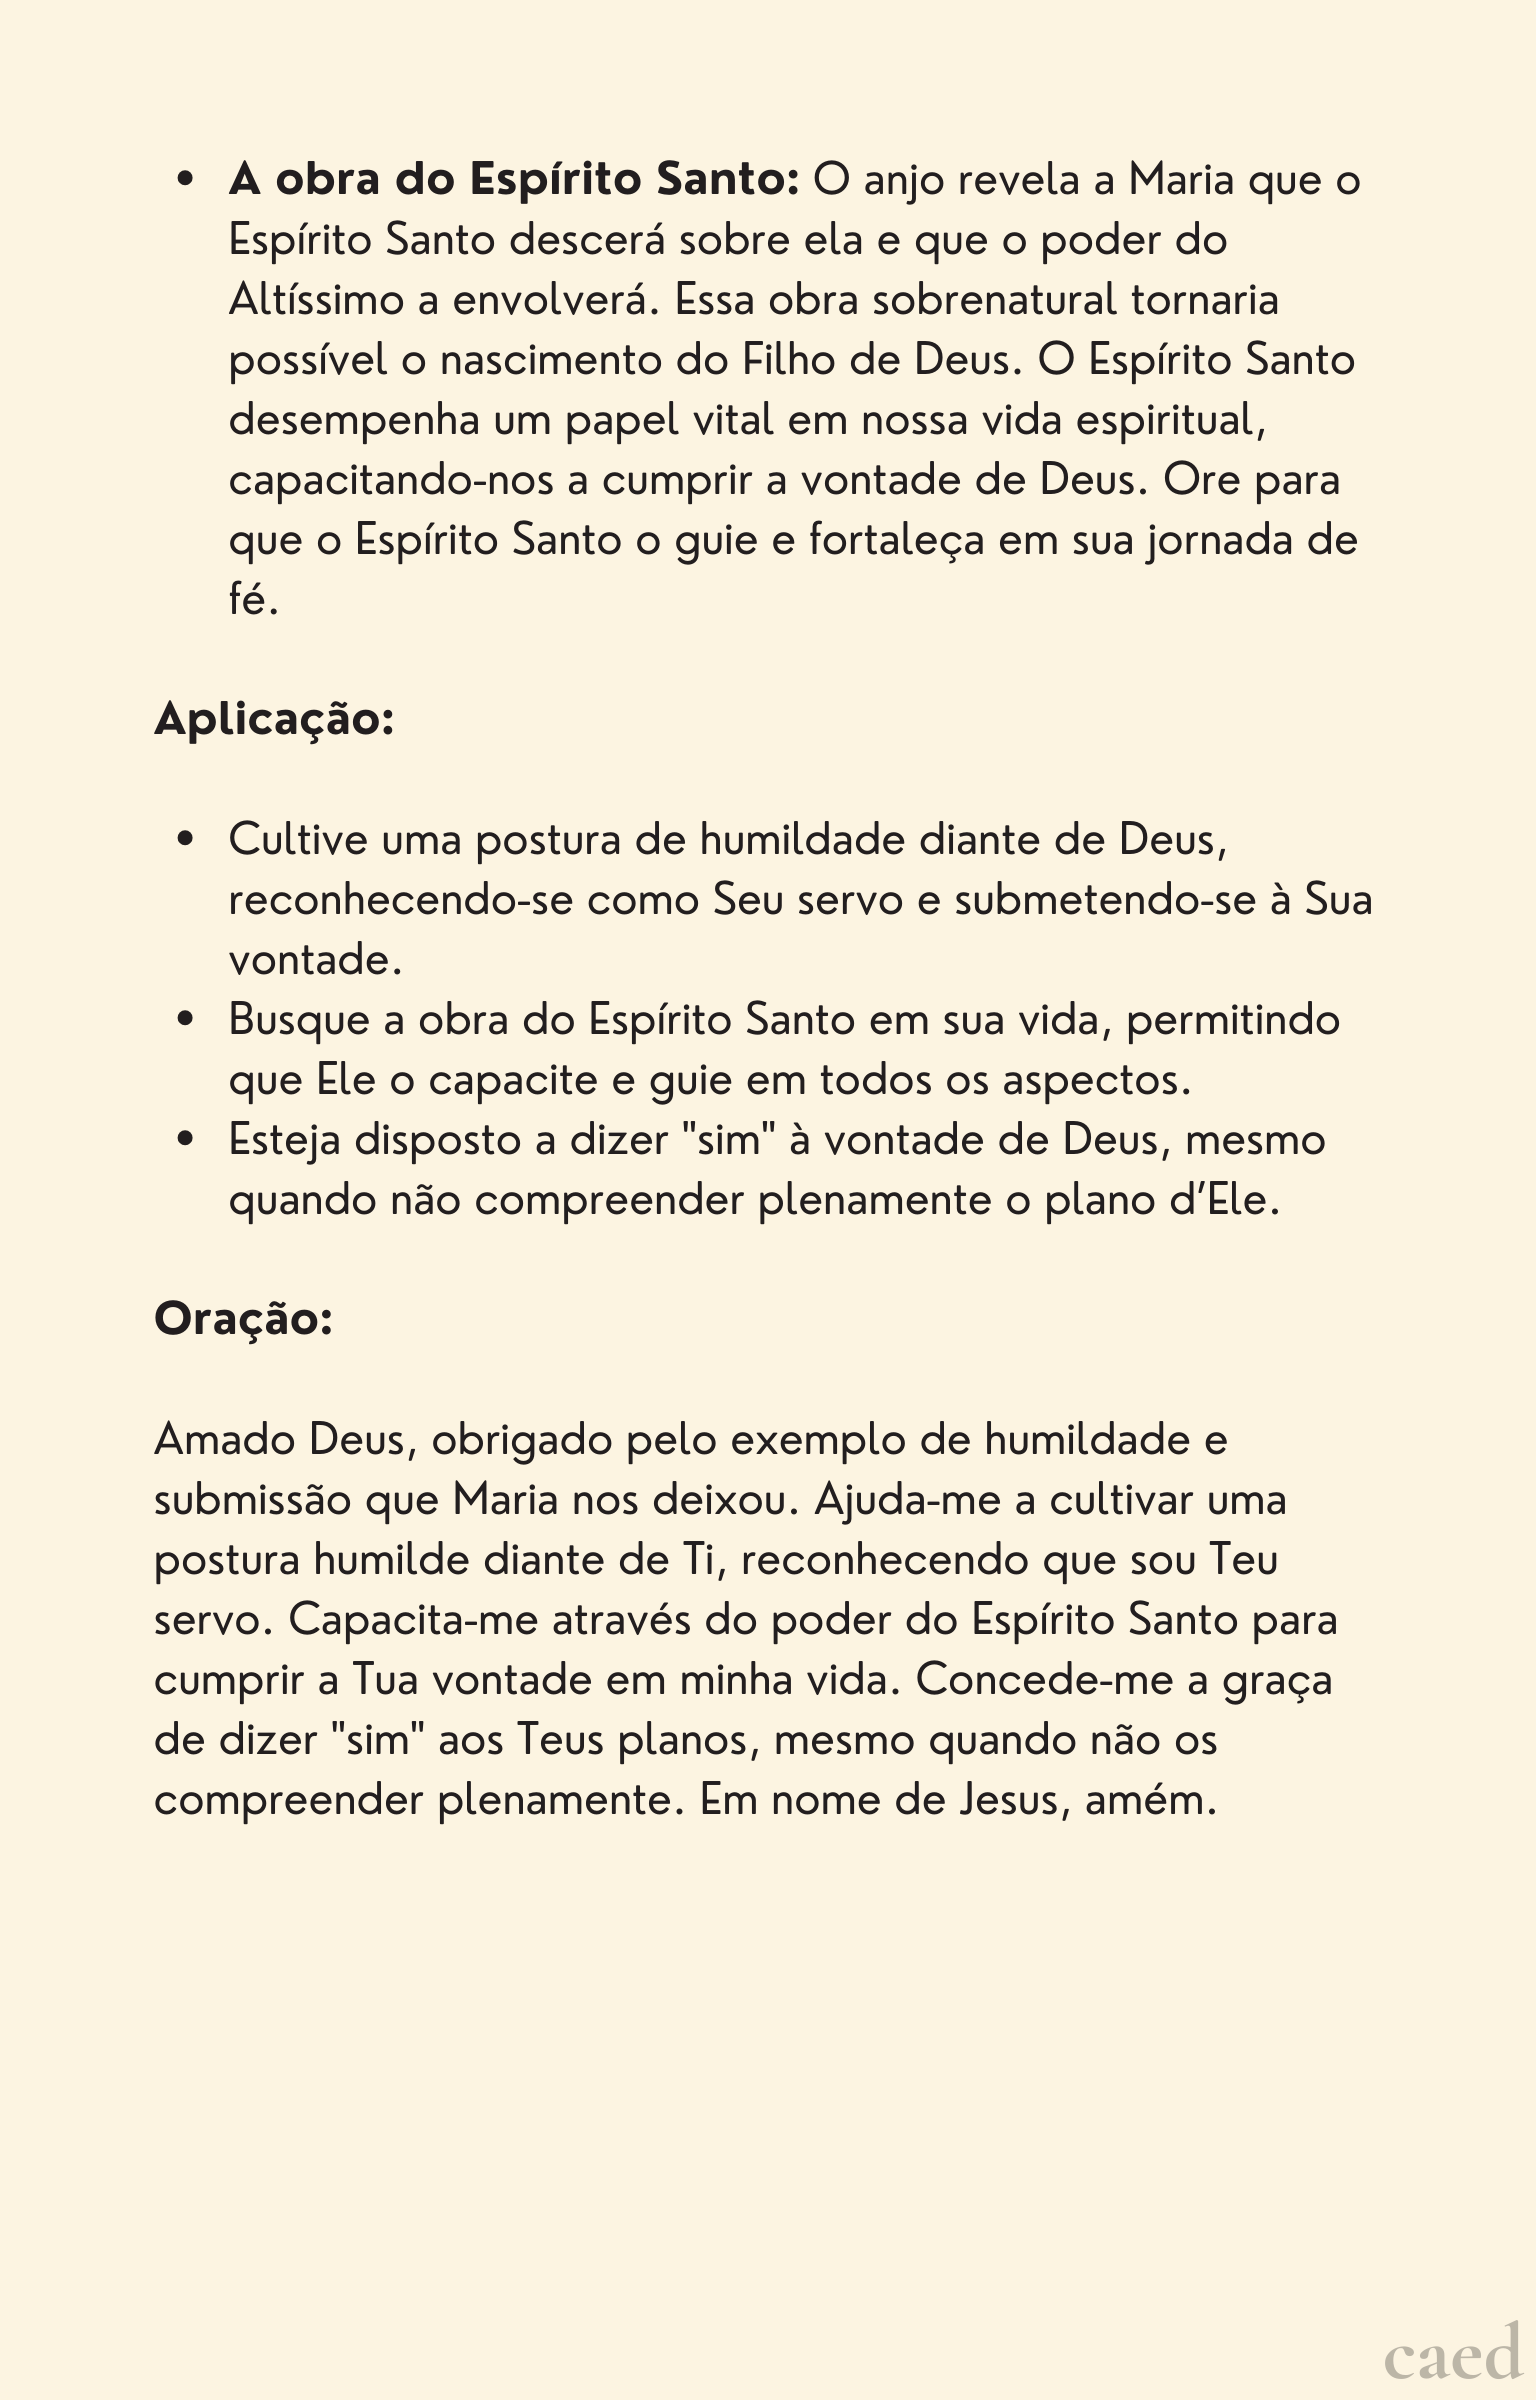 • A obra do Espírito Santo: O anjo revela a Maria que o
Espírito Santo descerá sobre ela e que o poder do
Altíssimo a envolverá. Essa obra sobrenatural tornaria
possível o nascimento do Filho de Deus. O Espírito Santo
desempenha um papel vital em nossa vida espiritual,
capacitando-nos a cumprir a vontade de Deus. Ore para
que o Espírito Santo o guie e fortaleça em sua jornada de
fé.
Aplicação:
• Cultive uma postura de humildade diante de Deus,
reconhecendo-se como Seu servo e submetendo-se à Sua
vontade.
• Busque a obra do Espírito Santo em sua vida, permitindo
que Ele o capacite e guie em todos os aspectos.
• Esteja disposto a dizer "sim" à vontade de Deus, mesmo
quando não compreender plenamente o plano d’Ele.
Oração:
Amado Deus, obrigado pelo exemplo de humildade e
submissão que Maria nos deixou. Ajuda-me a cultivar uma
postura humilde diante de Ti, reconhecendo que sou Teu
servo. Capacita-me através do poder do Espírito Santo para
cumprir a Tua vontade em minha vida. Concede-me a graça
de dizer "sim" aos Teus planos, mesmo quando não os
compreender plenamente. Em nome de Jesus, amém.
caed